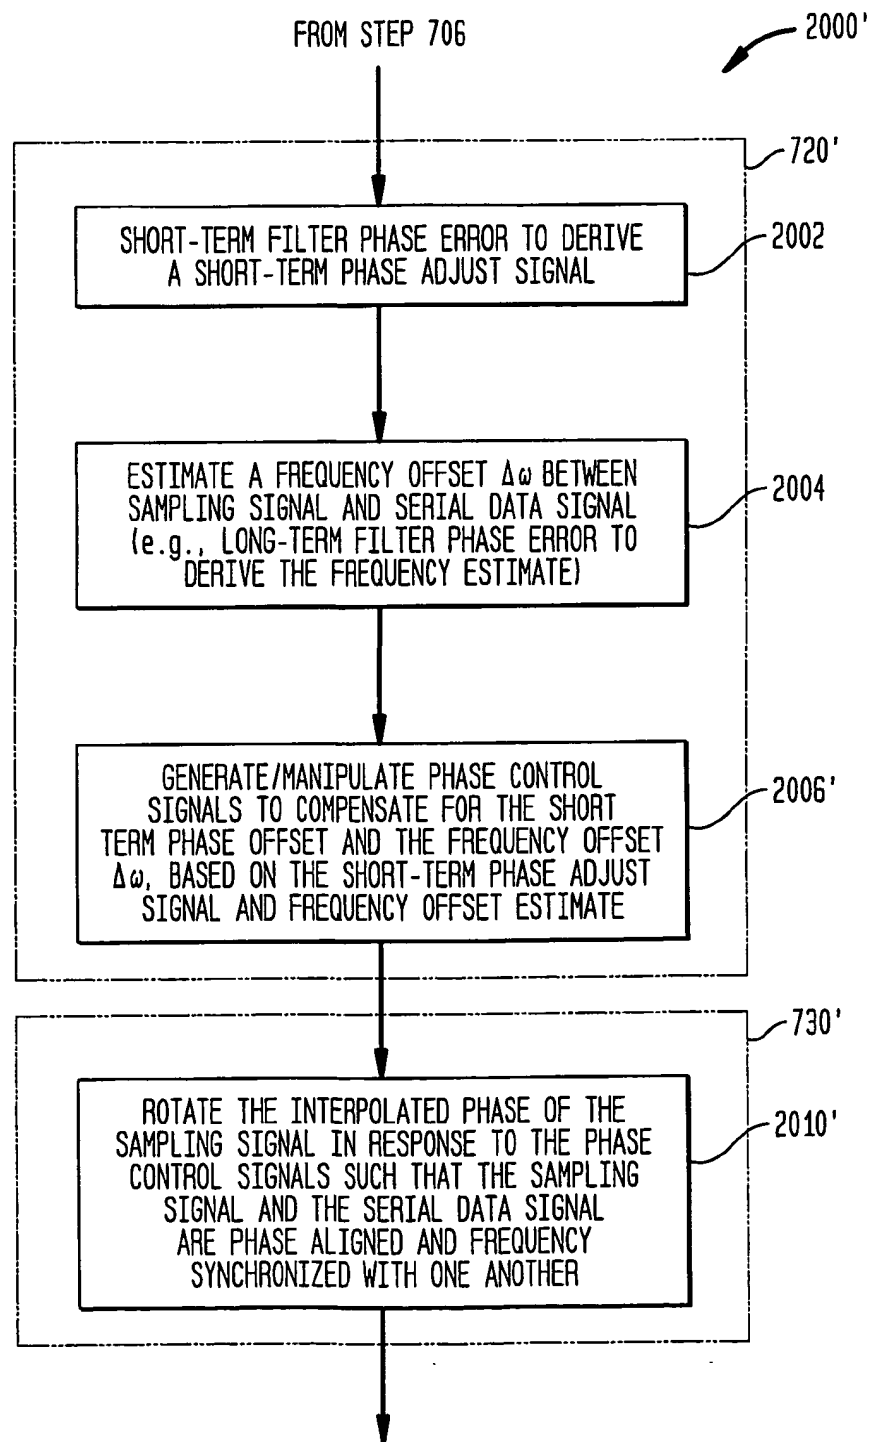 FROM STEP 706
2000'
720'
SHORT-TERM FILTER PHASE ERROR TO DERIVE
A SHORT-TERM PHASE ADJUST SIGNAL
2002
ESTIMATE A FREQUENCY OFFSET Δω BETWEEN
SAMPLING SIGNAL AND SERIAL DATA SIGNAL
(e.g., LONG-TERM FILTER PHASE ERROR TO
DERIVE THE FREQUENCY ESTIMATE)
2004
GENERATE/MANIPULATE PHASE CONTROL
SIGNALS TO COMPENSATE FOR THE SHORT
TERM PHASE OFFSET AND THE FREQUENCY OFFSET
Δω, BASED ON THE SHORT-TERM PHASE ADJUST
SIGNAL AND FREQUENCY OFFSET ESTIMATE
2006'
730'
ROTATE THE INTERPOLATED PHASE OF THE
SAMPLING SIGNAL IN RESPONSE TO THE PHASE
CONTROL SIGNALS SUCH THAT THE SAMPLING
SIGNAL AND THE SERIAL DATA SIGNAL
ARE PHASE ALIGNED AND FREQUENCY
SYNCHRONIZED WITH ONE ANOTHER
2010'